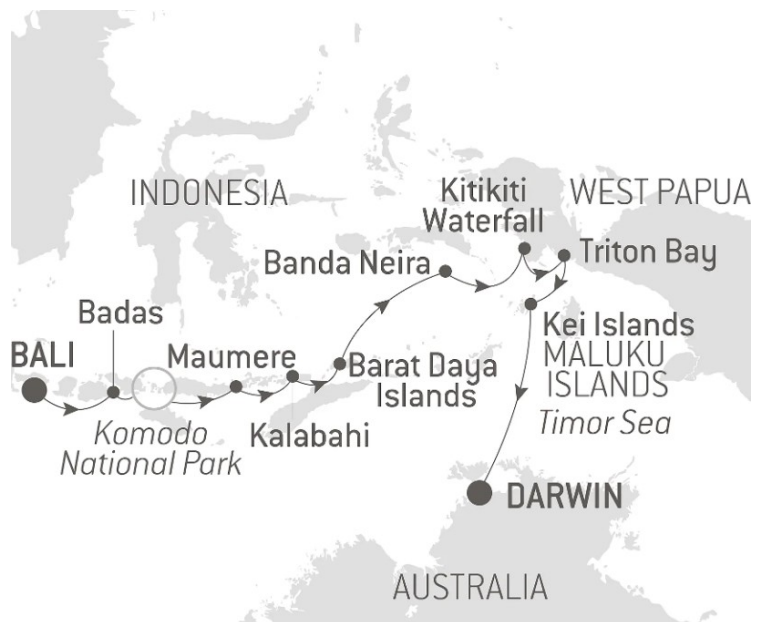 INDONESIA
Kitikiti
Waterfall
WEST PAPUA
Triton Bay
Banda Neira
Badas
Kei Islands
MALUKU
ISLANDS
Timor Sea
BALI
Maumere
Barat Daya
Islands
Kalabahi
Komodo
National Park
DARWIN
AUSTRALIA